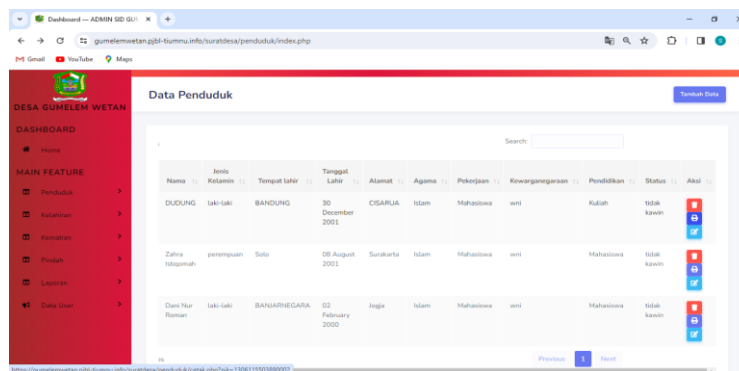 Dashboard — ADMIN SID GU
gumelemwetan.pjbl-tiumnu.info/suratdesa/penduduk/index.php
Gmail YouTube Maps
DESA GUMELEM WETAN
DASHBOARD
Home
MAIN FEATURE
Penduduk
Kelahiran
Kematian
Pindah
Laporan
Data User
Data Penduduk
Tambah Data
Search:
Nama Jenis Kelamin Tempat lahir Tanggal Lahir Alamat Agama Pekerjaan Kewarganegaraan Pendidikan Status Aksi
DUDUNG laki-laki BANDUNG 30 December 2001 CISARUA Islam Mahasiswa wni Kuliah tidak kawin
Zahra Istiqomah perempuan Solo 08 August 2001 Surakarta Islam Mahasiswa wni Mahasiswa tidak kawin
Dani Nur Roman laki-laki BANJARNEGARA 02 February 2000 Jogja Islam Mahasiswa wni Mahasiswa tidak kawin
Previous 1 Next